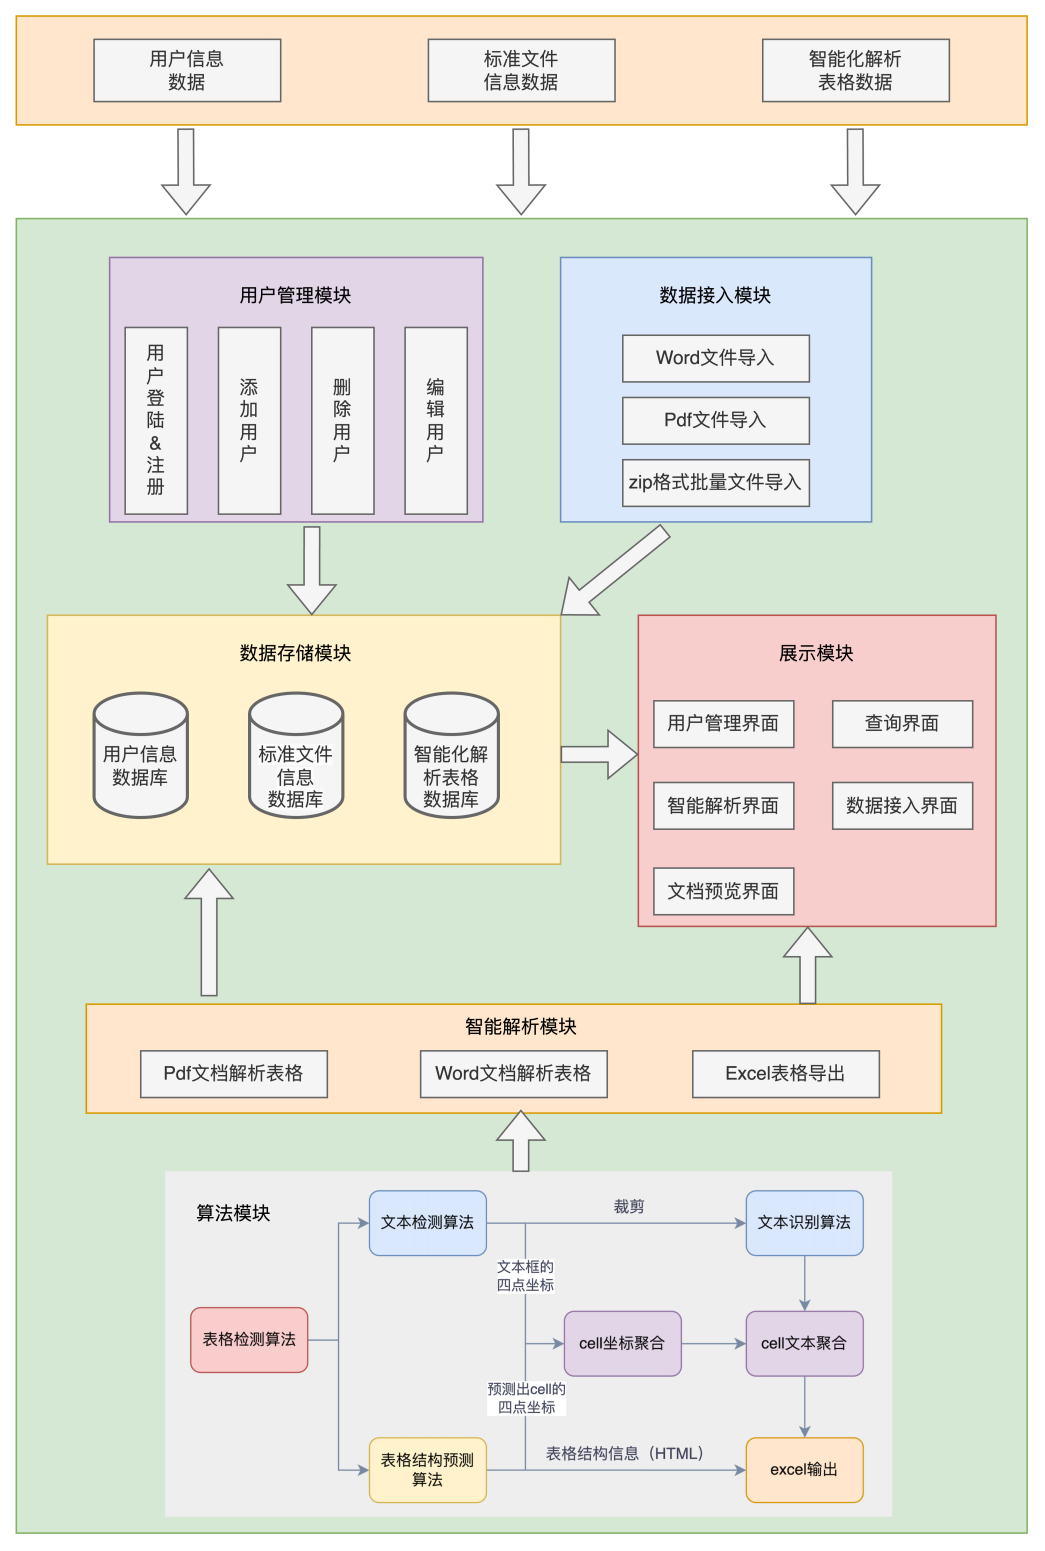 用户信息
数据
标准文件
信息数据
智能化解析
表格数据
用户管理模块
用
户
登
陆
&
注
册
添
加
用
户
删
除
用
户
编
辑
用
户
数据接入模块
Word文件导入
Pdf文件导入
zip格式批量文件导入
数据存储模块
用户信息
数据库
标准文件
信息
数据库
智能化解
析表格
数据库
展示模块
用户管理界面
查询界面
智能解析界面
数据接入界面
文档预览界面
智能解析模块
Pdf文档解析表格
Word文档解析表格
Excel表格导出
算法模块
文本检测算法
裁剪
文本识别算法
文本框的
四点坐标
表格检测算法
cell坐标聚合
cell文本聚合
预测出cell的
四点坐标
表格结构预测
算法
表格结构信息（HTML）
excel输出